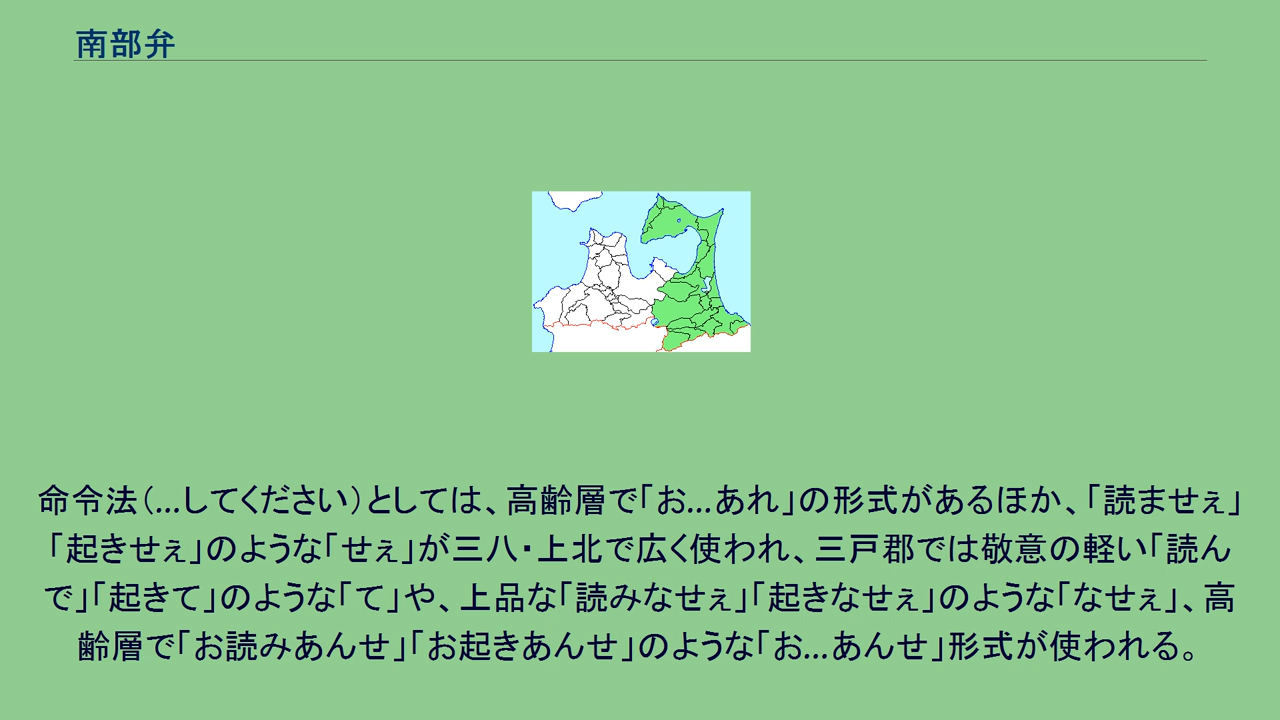 南部弁
命令法(…してください)としては、高齢層で「お…あれ」の形式があるほか、「読ませぇ」
「起きせぇ」のような「せぇ」が三八・上北で広く使われ、三戸郡では敬意の軽い「読ん
で」「起きて」のような「て」や、上品な「読みなせぇ」「起きなせぇ」のような「なせぇ」、高
齢層で「お読みあんせ」「お起きあんせ」のような「お…あんせ」形式が使われる。